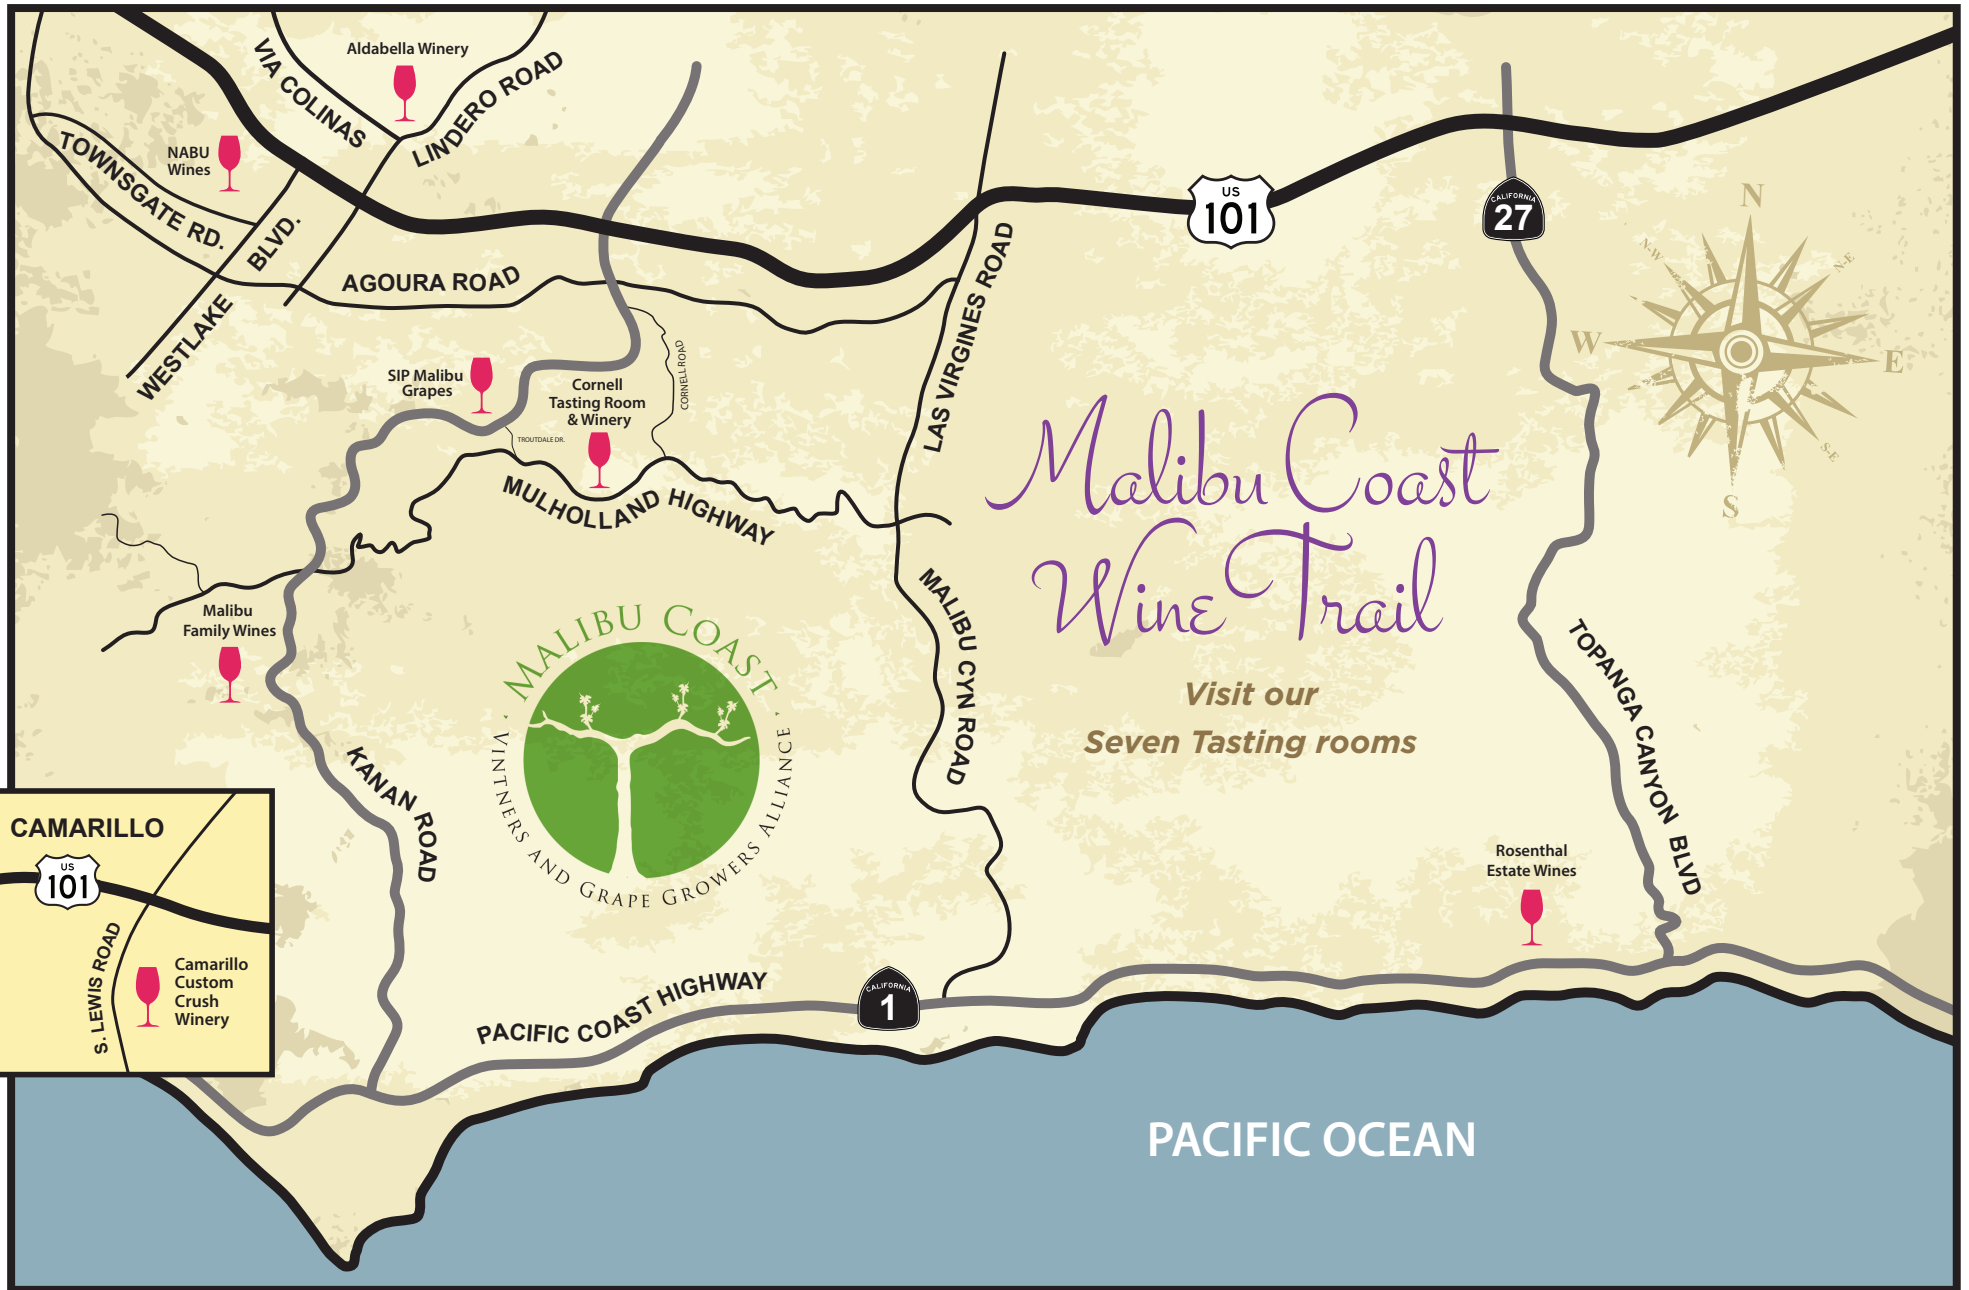 Aldabella Winery
VIA COLINAS
LINDERO ROAD
NABU
Wines
TOWNSGATE RD.
WESTLAKE BLVD.
AGOURA ROAD
US
101
CALIFORNIA
27
LAS VIRGINES ROAD
N
N-W
N-E
W
E
S-E
S
SIP Malibu
Grapes
Cornell
Tasting Room
& Winery
CORNELL ROAD
TROUTDALE DR.
MULHOLLAND HIGHWAY
Malibu Coast
Wine Trail
Visit our
Seven Tasting rooms
Malibu
Family Wines
MALIBU COAST
VINTNERS AND GRAPE GROWERS ALLIANCE
MALIBU CYN ROAD
TOPANGA CANYON BLVD
KANAN ROAD
Rosenthal
Estate Wines
CAMARILLO
US
101
S. LEWIS ROAD
Camarillo
Custom
Crush
Winery
PACIFIC COAST HIGHWAY
CALIFORNIA
1
PACIFIC OCEAN